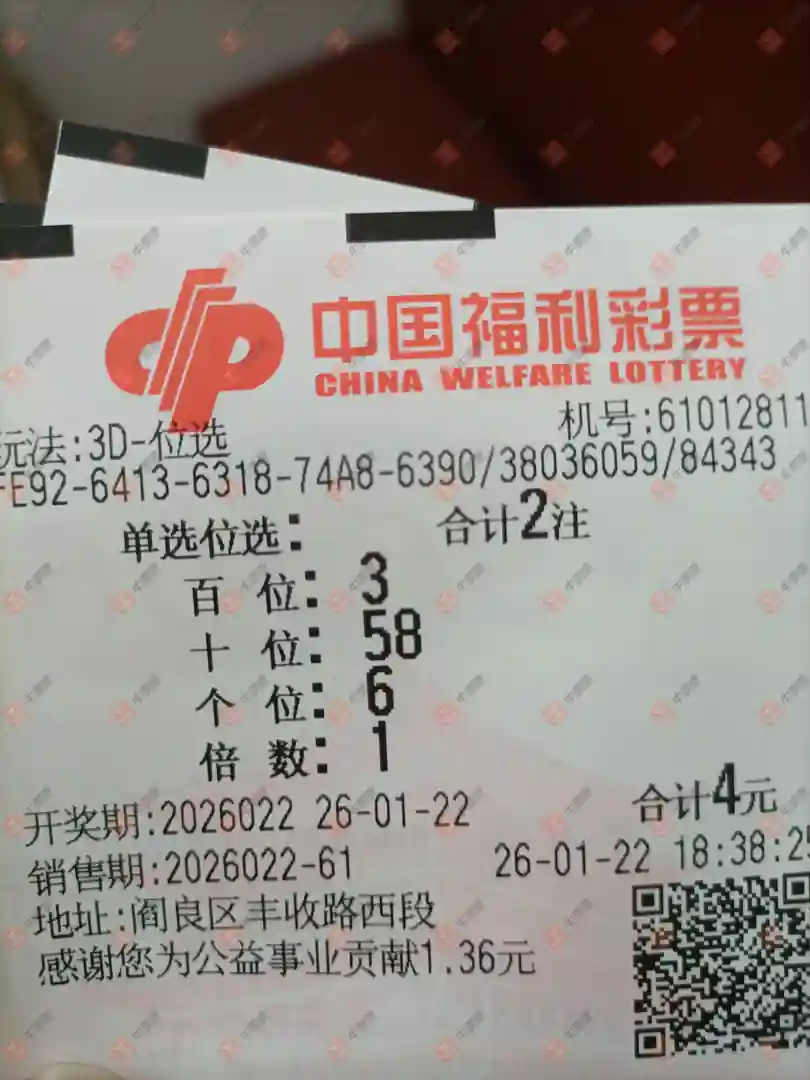 中国福利彩票
CHINA WELFARE LOTTERY
玩法:3D-位选 机号:61012811
FE92-6413-6318-74A8-6390/38036059/84343
单选位选: 合计2注
百 位: 3
十 位: 58
个 位: 6
倍 数: 1
合计4元
开奖期:2026022 26-01-22
销售期:2026022-61 26-01-22 18:38:25
地址:阎良区丰收路西段
感谢您为公益事业贡献1.36元